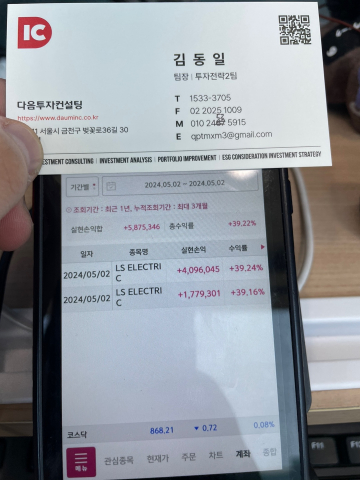 IC
김 동 일
팀장 | 투자전략2팀
다음투자컨설팅
https://www.dauminc.co.kr
서울시 금천구 벚꽃로36길 30
T 1533-3705
F 02 2025 1009
M 010 5915
E qptmxm3@gmail.com
ESTMENT CONSULTING | INVESTMENT ANALYSIS | PORTFOLIO IMPROVEMENT | ESG CONSIDERATION INVESTMENT STRATEGY
기간별 2024.05.02 ~ 2024.05.02
조회기간 : 최근 1년, 누적조회기간 : 최대 3개월
실현손익합 +5,875,346 총수익률 +39.22%
일자 종목명 실현손익 수익률
2024/05/02 LS ELECTRIC +4,096,045 +39.24%
2024/05/02 LS ELECTRIC +1,779,301 +39.16%
코스닥 868.21 ▼ 0.72 0.08%
메뉴 관심종목 현재가 주문 차트 계좌 종합
F11